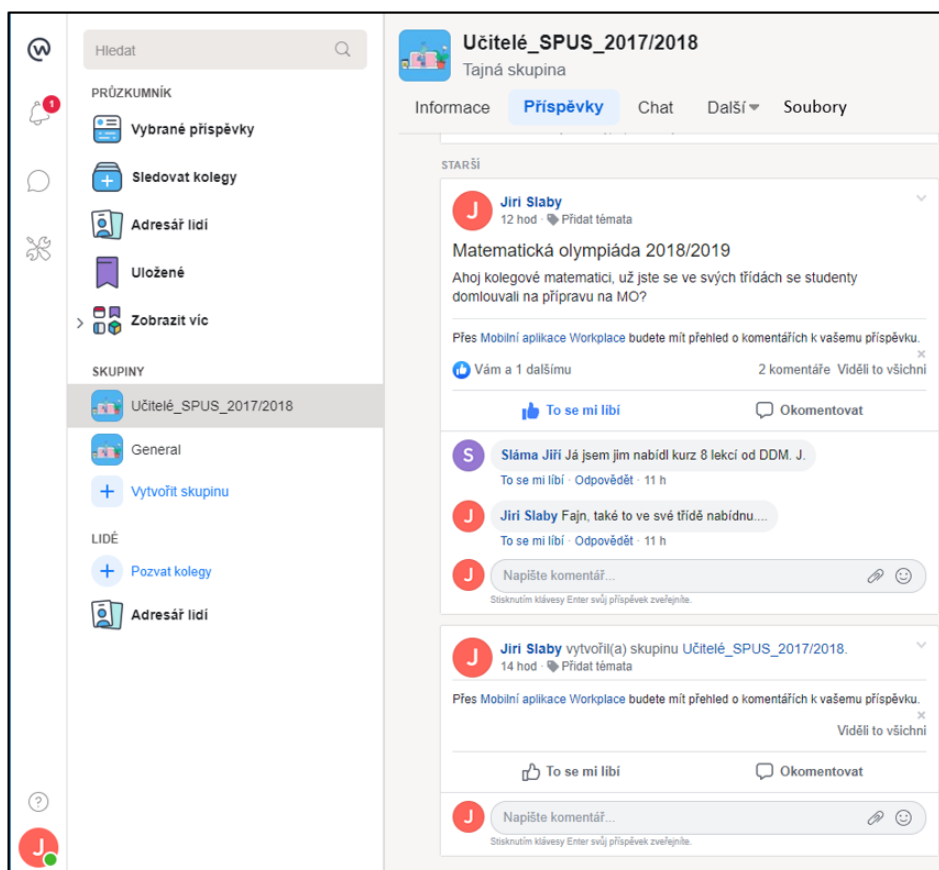 1
J
Hledat
PRŮZKUMNÍK
Vybrané příspěvky
Sledovat kolegy
Adresář lidí
Uložené
Zobrazit víc
SKUPINY
Učitelé_SPUS_2017/2018
General
Vytvořit skupinu
LIDÉ
Pozvat kolegy
Adresář lidí
Učitelé_SPUS_2017/2018
Tajná skupina
Informace Příspěvky Chat Další Soubory
STARŠÍ
J
Jiri Slaby
12 hod · Přidat témata
Matematická olympiáda 2018/2019
Ahoj kolegové matematici, už jste se ve svých třídách se studenty
domlouvali na přípravu na MO?
Přes Mobilní aplikace Workplace budete mít přehled o komentářích k vašemu příspěvku.
Vám a 1 dalšímu 2 komentáře Viděli to všichni
To se mi líbí Okomentovat
S
Sláma Jiří Já jsem jim nabídl kurz 8 lekcí od DDM. J.
To se mi líbí · Odpovědět · 11 h
J
Jiri Slaby Fajn, také to ve své třídě nabídnu....
To se mi líbí · Odpovědět · 11 h
J
Napište komentář...
Stisknutím klávesy Enter svůj příspěvek zveřejníte.
J
Jiri Slaby vytvořil(a) skupinu Učitelé_SPUS_2017/2018.
14 hod · Přidat témata
Přes Mobilní aplikace Workplace budete mít přehled o komentářích k vašemu příspěvku.
Viděli to všichni
To se mi líbí Okomentovat
J
Napište komentář...
Stisknutím klávesy Enter svůj příspěvek zveřejníte.